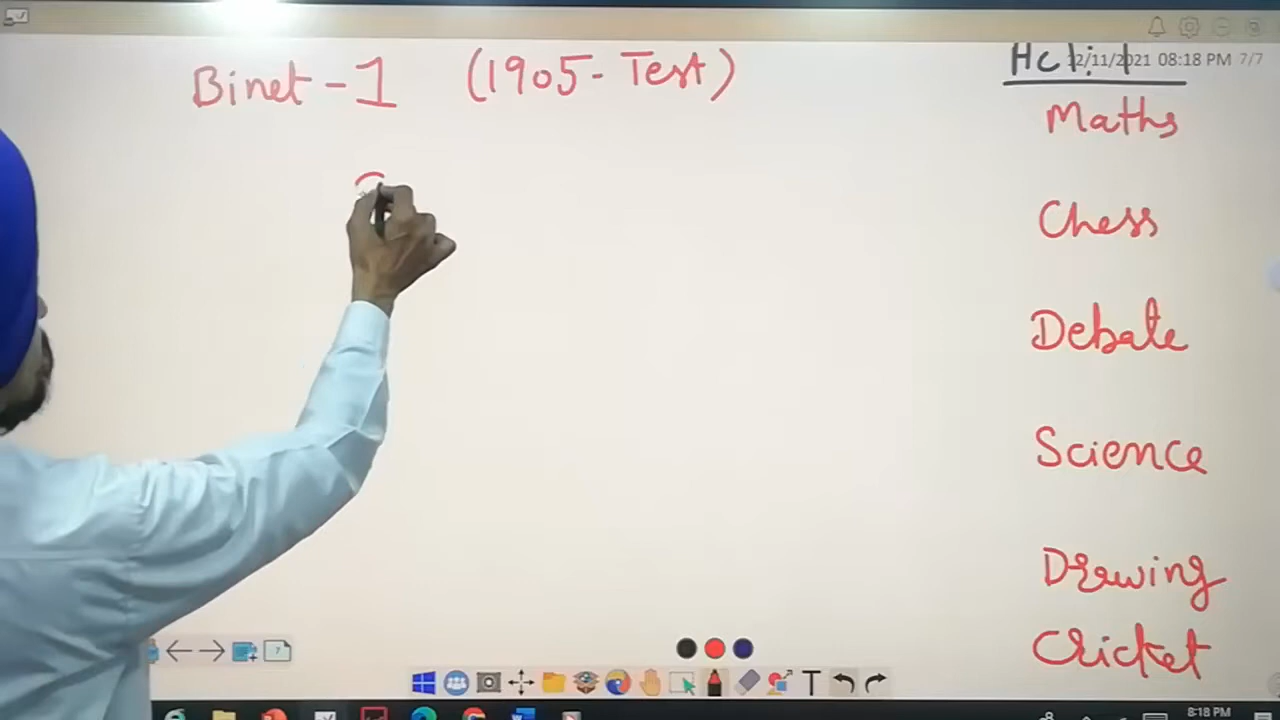 Binet - 1 (1905 - Test)
12/11/2021 08:18 PM 7/7
Maths
Chess
Debate
Science
Drawing
Cricket
7
T
8:18 PM